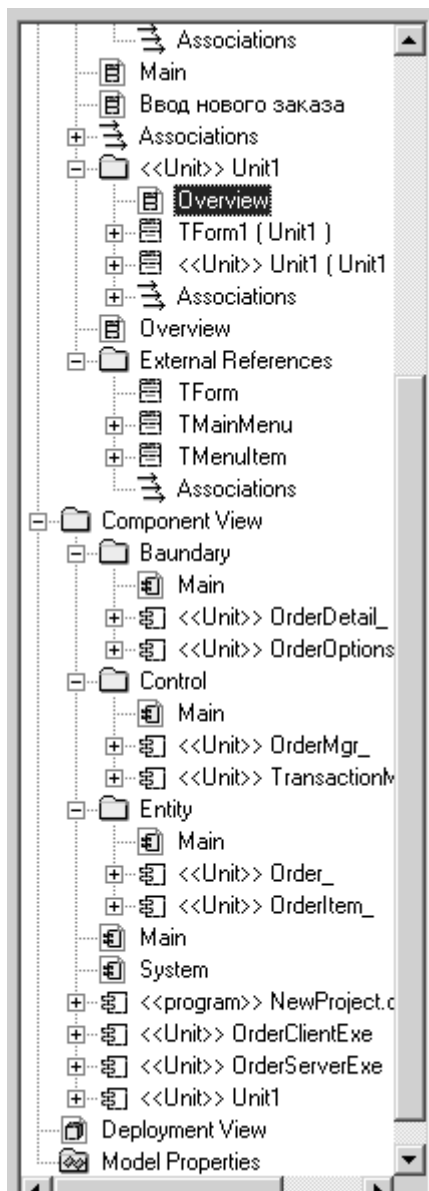 Associations
Main
Ввод нового заказа
Associations
<<Unit>> Unit1
Overview
TForm1 ( Unit1 )
<<Unit>> Unit1 ( Unit1
Associations
Overview
External References
TForm
TMainMenu
TMenuItem
Associations
Component View
Baundary
Main
<<Unit>> OrderDetail_
<<Unit>> OrderOptions
Control
Main
<<Unit>> OrderMgr_
<<Unit>> TransactionM
Entity
Main
<<Unit>> Order_
<<Unit>> OrderItem_
Main
System
<<program>> NewProject.d
<<Unit>> OrderClientExe
<<Unit>> OrderServerExe
<<Unit>> Unit1
Deployment View
Model Properties